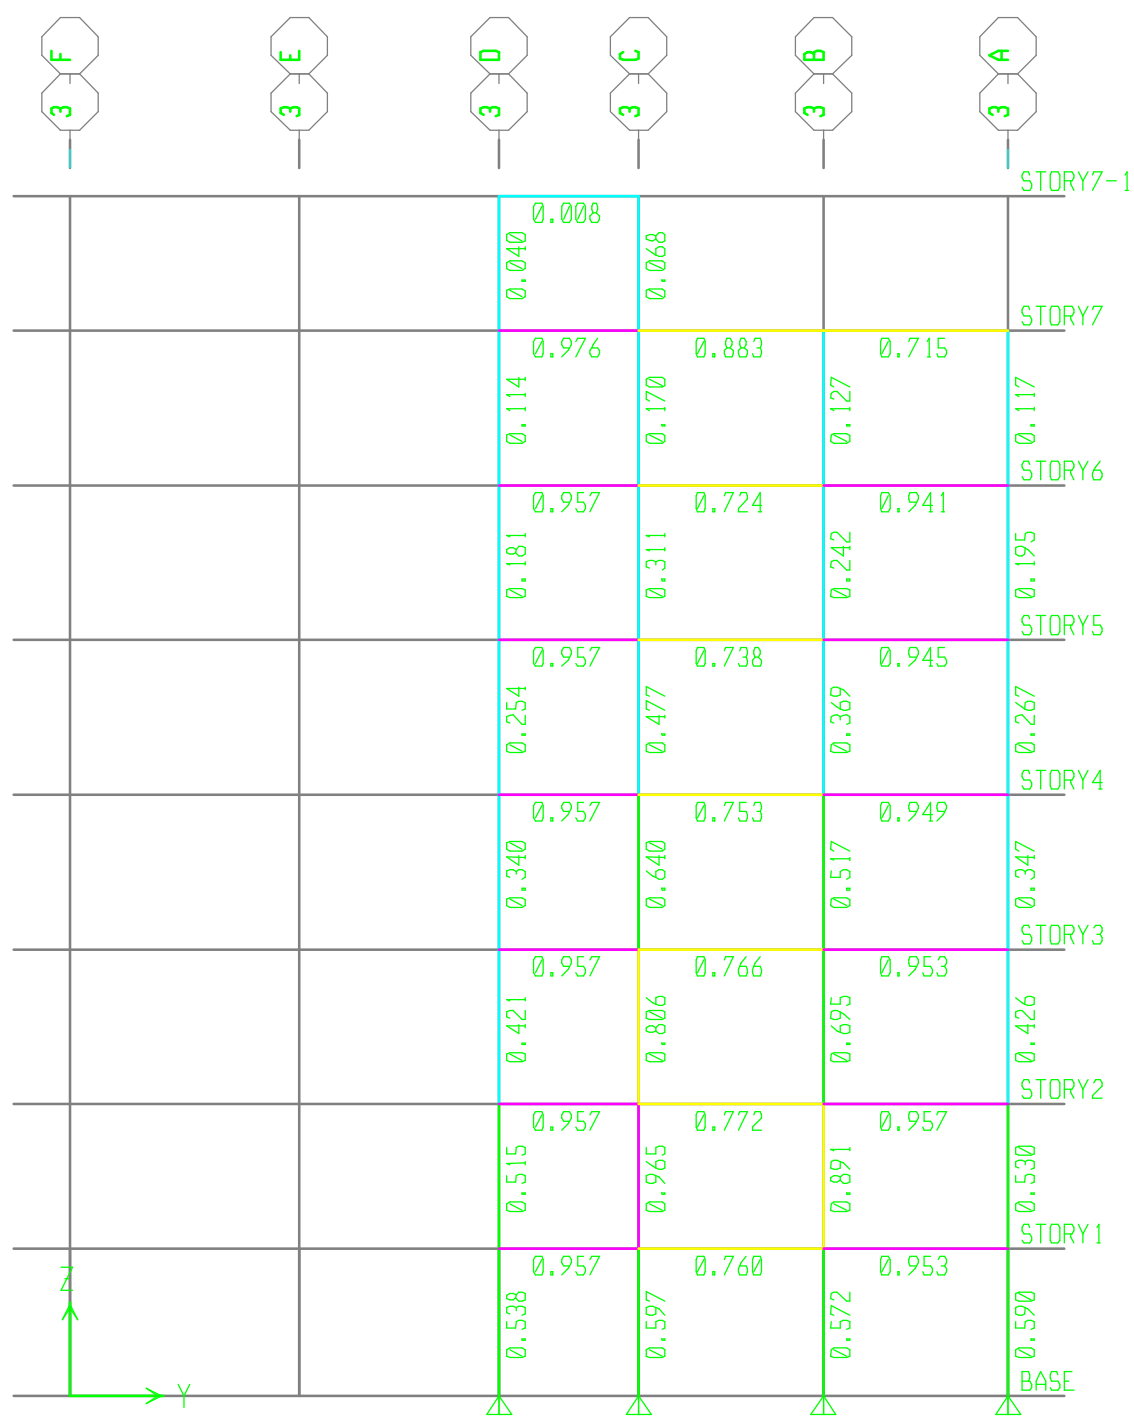 F E D C B A
3 3 3 3 3 3
STORY7-1
0.008
0.040 0.068
STORY7
0.976 0.883 0.715
0.114 0.170 0.127 0.117
STORY6
0.957 0.724 0.941
0.181 0.311 0.242 0.195
STORY5
0.957 0.738 0.945
0.254 0.477 0.369 0.267
STORY4
0.957 0.753 0.949
0.340 0.640 0.517 0.347
STORY3
0.957 0.766 0.953
0.421 0.806 0.695 0.426
STORY2
0.957 0.772 0.957
0.515 0.965 0.891 0.530
STORY1
0.957 0.760 0.953
Z
0.538 0.597 0.572 0.590
BASE
Y